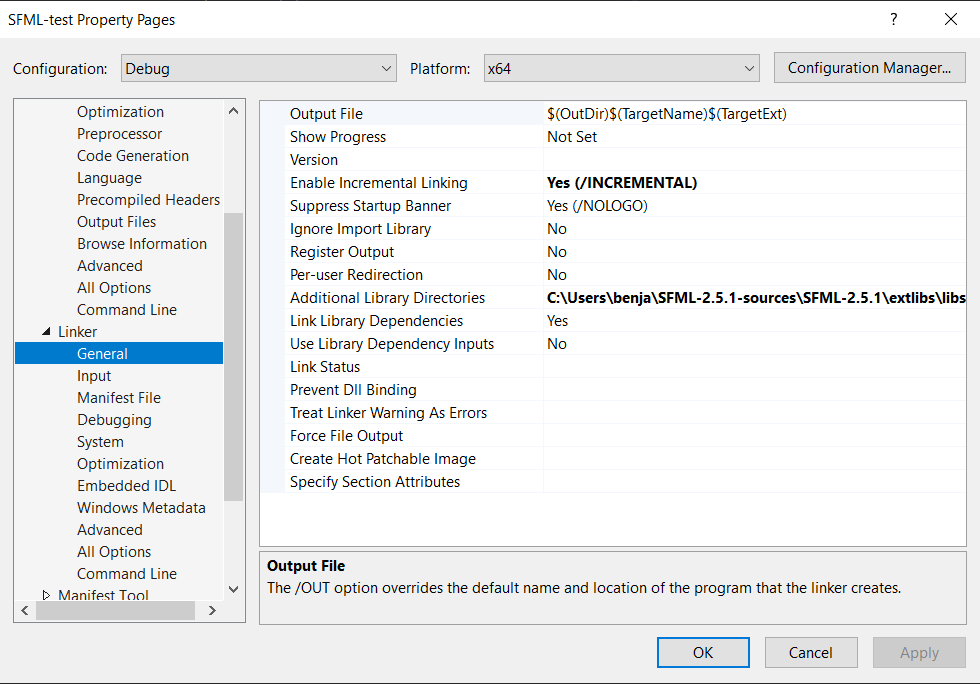 SFML-test Property Pages
?
Configuration: Debug Platform: x64 Configuration Manager...
Optimization
Preprocessor
Code Generation
Language
Precompiled Headers
Output Files
Browse Information
Advanced
All Options
Command Line
Linker
General
Input
Manifest File
Debugging
System
Optimization
Embedded IDL
Windows Metadata
Advanced
All Options
Command Line
Manifest Tool
Output File $(OutDir)$(TargetName)$(TargetExt)
Show Progress Not Set
Version
Enable Incremental Linking Yes (/INCREMENTAL)
Suppress Startup Banner Yes (/NOLOGO)
Ignore Import Library No
Register Output No
Per-user Redirection No
Additional Library Directories C:\Users\benja\SFML-2.5.1-sources\SFML-2.5.1\extlibs\libs
Link Library Dependencies Yes
Use Library Dependency Inputs No
Link Status
Prevent Dll Binding
Treat Linker Warning As Errors
Force File Output
Create Hot Patchable Image
Specify Section Attributes
Output File
The /OUT option overrides the default name and location of the program that the linker creates.
OK Cancel Apply